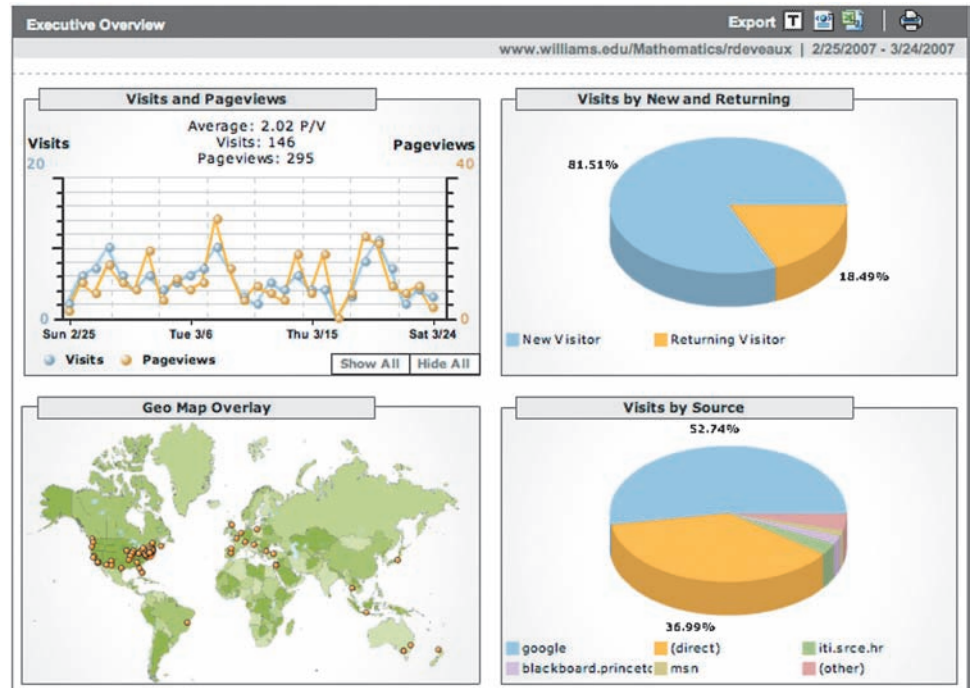 Executive Overview
Export T
www.williams.edu/Mathematics/rdeveaux | 2/25/2007 - 3/24/2007
Visits and Pageviews
Average: 2.02 P/V
Visits: 146
Pageviews: 295
Visits
Pageviews
20
40
0
0
Sun 2/25
Tue 3/6
Thu 3/15
Sat 3/24
Visits
Pageviews
Show All
Hide All
Visits by New and Returning
81.51%
18.49%
New Visitor
Returning Visitor
Geo Map Overlay
Visits by Source
52.74%
36.99%
google
(direct)
iti.srce.hr
blackboard.princetc
msn
(other)